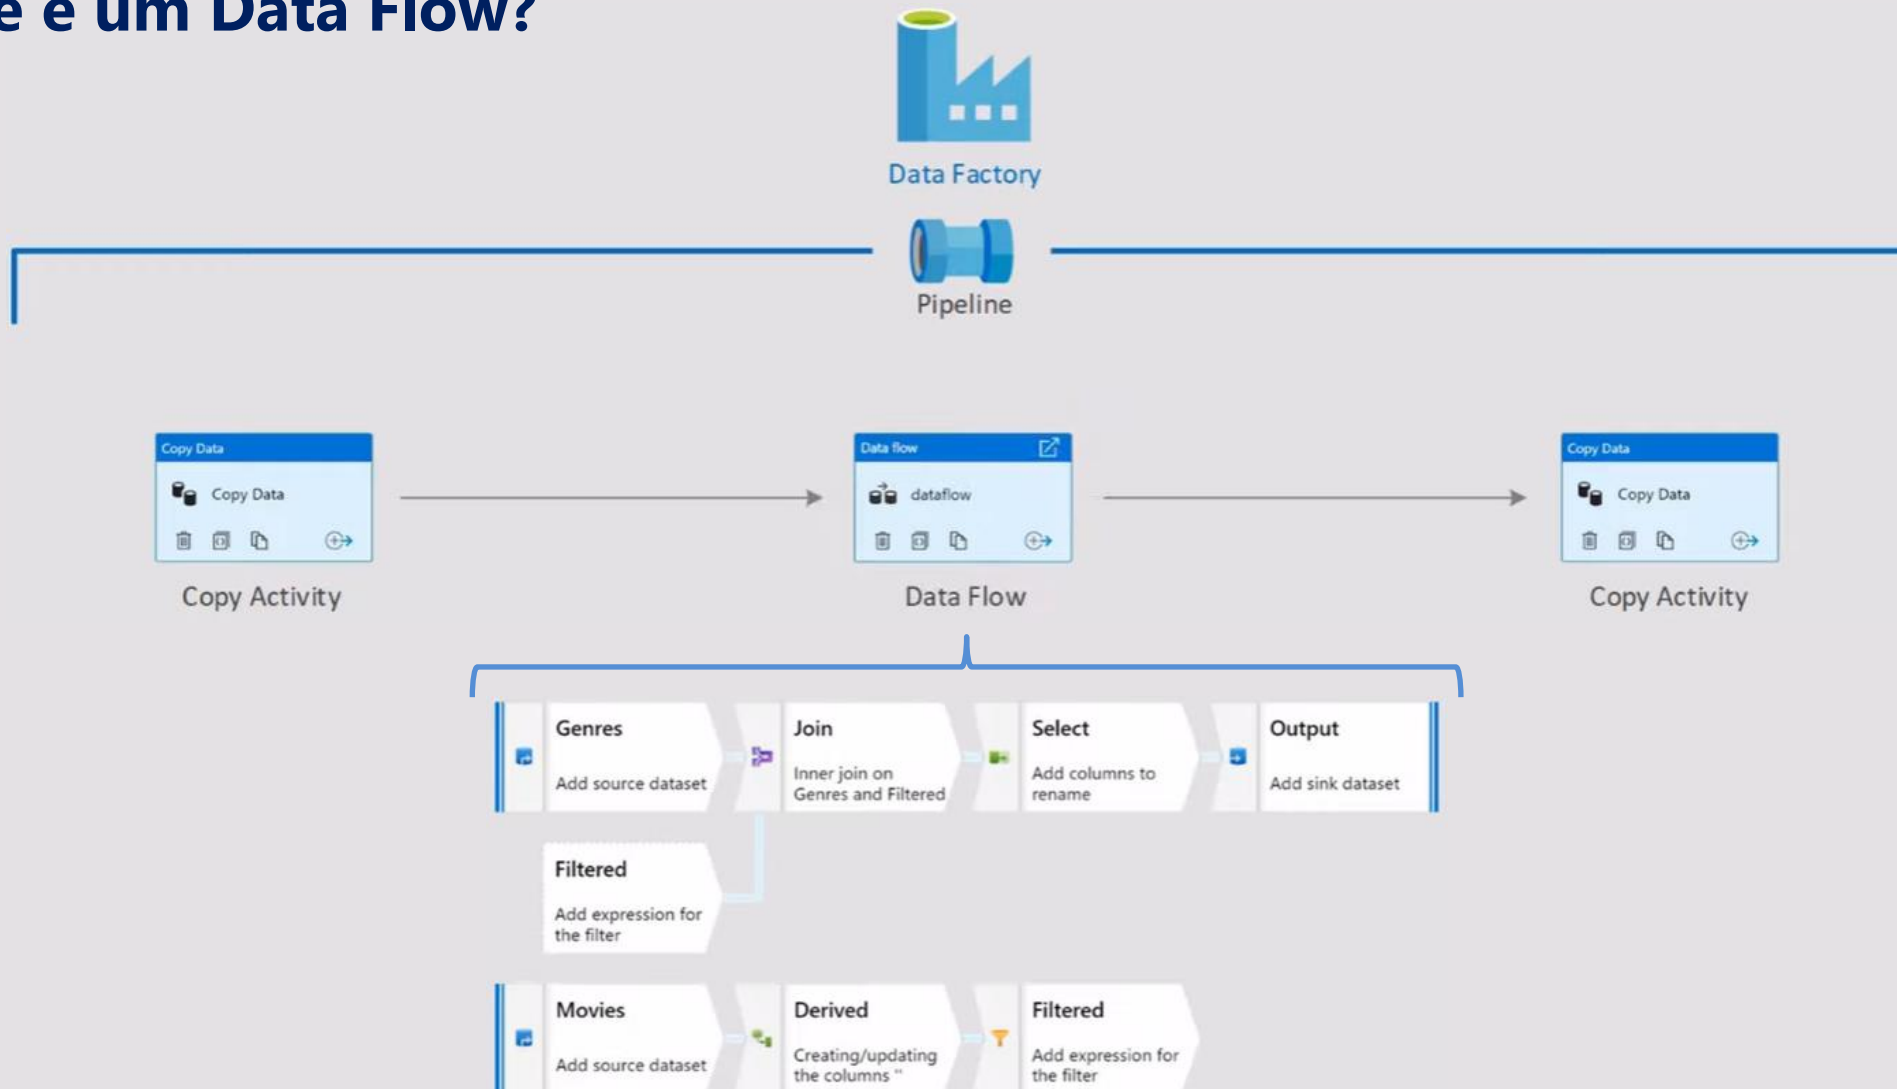 e é um Data Flow?
Data Factory
Pipeline
Copy Data
Copy Data
Copy Activity
Data flow
dataflow
Data Flow
Copy Data
Copy Data
Copy Activity
Genres
Add source dataset
Join
Inner join on
Genres and Filtered
Select
Add columns to
rename
Output
Add sink dataset
Filtered
Add expression for
the filter
Movies
Add source dataset
Derived
Creating/updating
the columns ''
Filtered
Add expression for
the filter